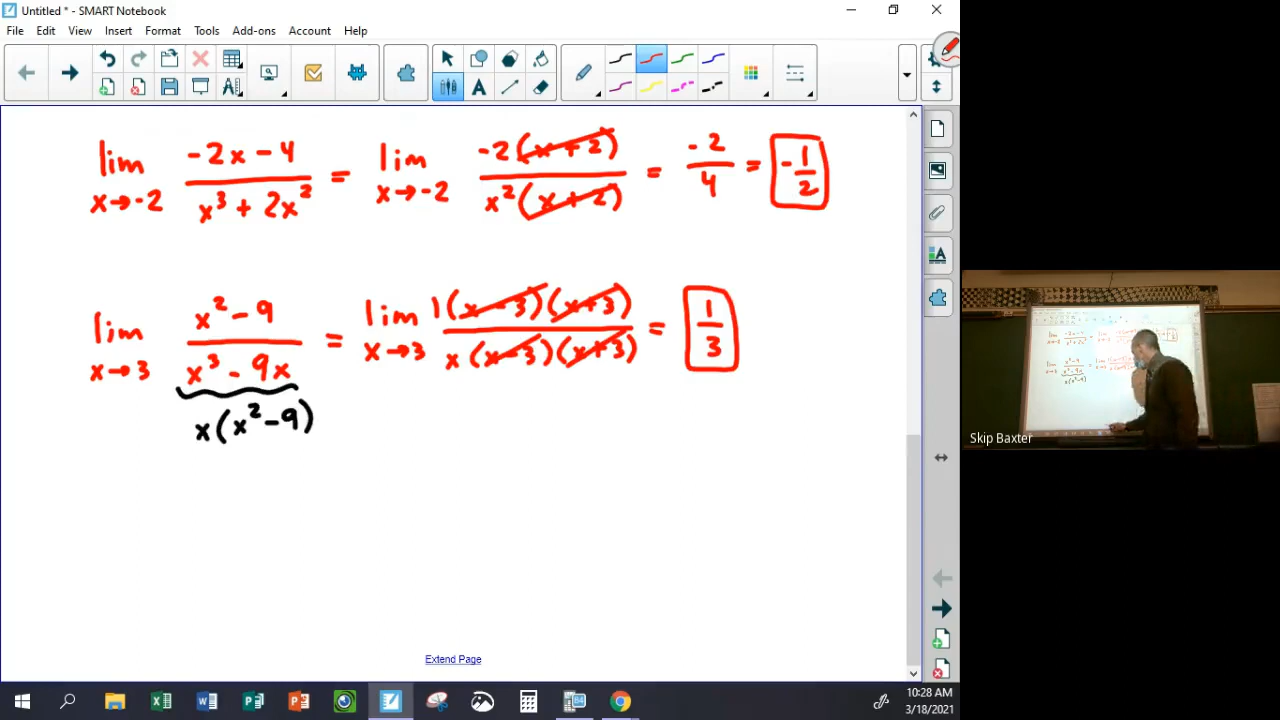 Untitled * - SMART Notebook
File Edit View Insert Format Tools Add-ons Account Help
lim x→-2 (-2x - 4)/(x³ + 2x²) = lim x→-2 (-2(x+2))/(x²(x+2)) = -2/4 = -1/2
lim x→3 (x² - 9)/(x³ - 9x) = lim x→3 (1(x-3)(x+3))/(x(x-3)(x+3)) = 1/3
x(x² - 9)
Skip Baxter
Extend Page
10:28 AM
3/18/2021